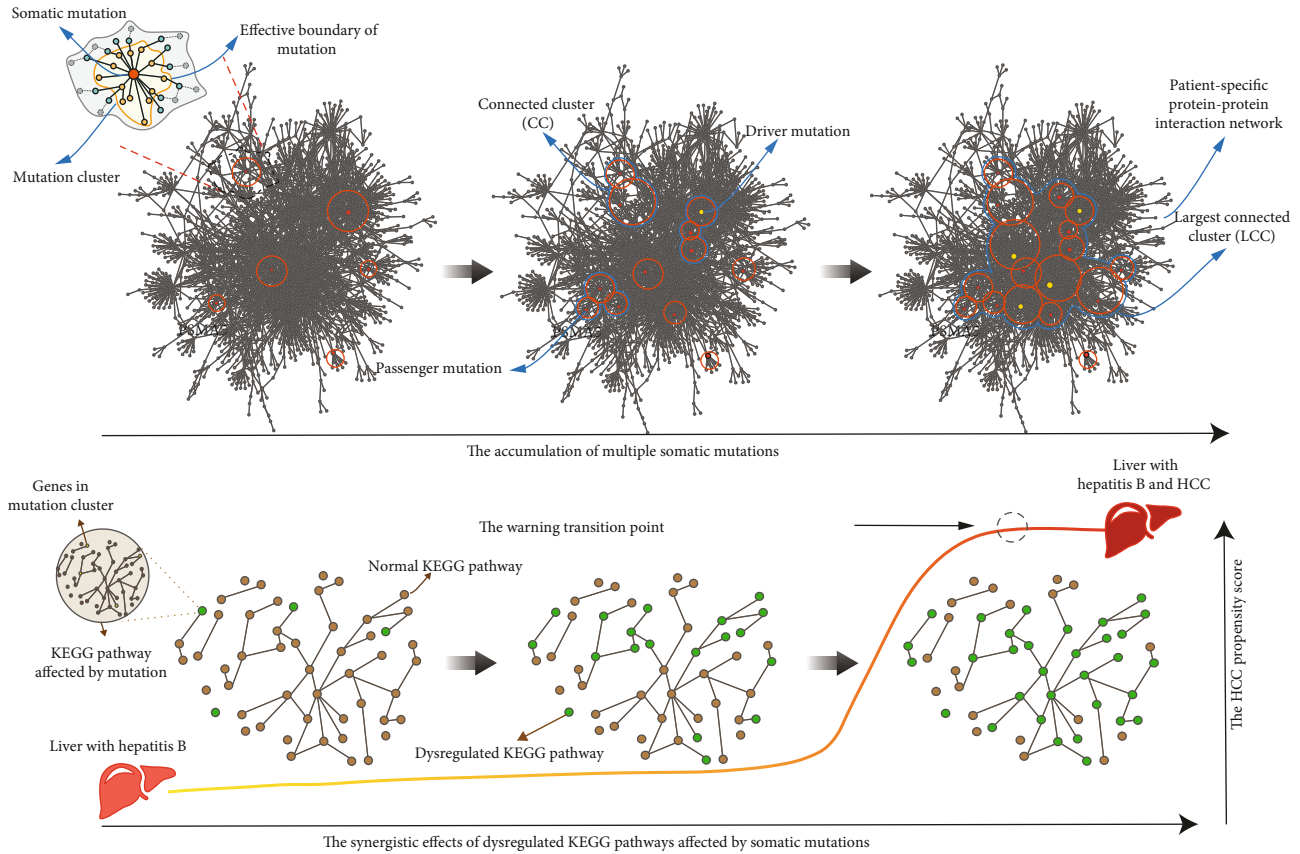 Somatic mutation
Effective boundary of
mutation
Mutation cluster
Connected cluster
(CC)
Driver mutation
Passenger mutation
Patient-specific
protein-protein
interaction network
Largest connected
cluster (LCC)
The accumulation of multiple somatic mutations
Genes in
mutation cluster
KEGG pathway
affected by mutation
Normal KEGG pathway
The warning transition point
Dysregulated KEGG pathway
Liver with
hepatitis B and HCC
Liver with hepatitis B
The HCC propensity score
The synergistic effects of dysregulated KEGG pathways affected by somatic mutations